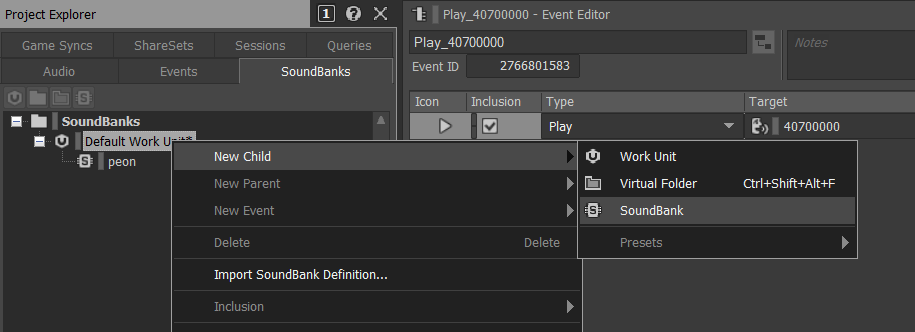 Project Explorer
1 ? X
Play_40700000 - Event Editor
Game Syncs ShareSets Sessions Queries
Play_40700000
Notes
Audio Events SoundBanks
Event ID 2766801583
Icon Inclusion Type Target
SoundBanks
Play 40700000
Default Work Unit*
peon
New Child
New Parent
New Event
Delete Delete
Import SoundBank Definition...
Inclusion
Work Unit
Virtual Folder Ctrl+Shift+Alt+F
SoundBank
Presets